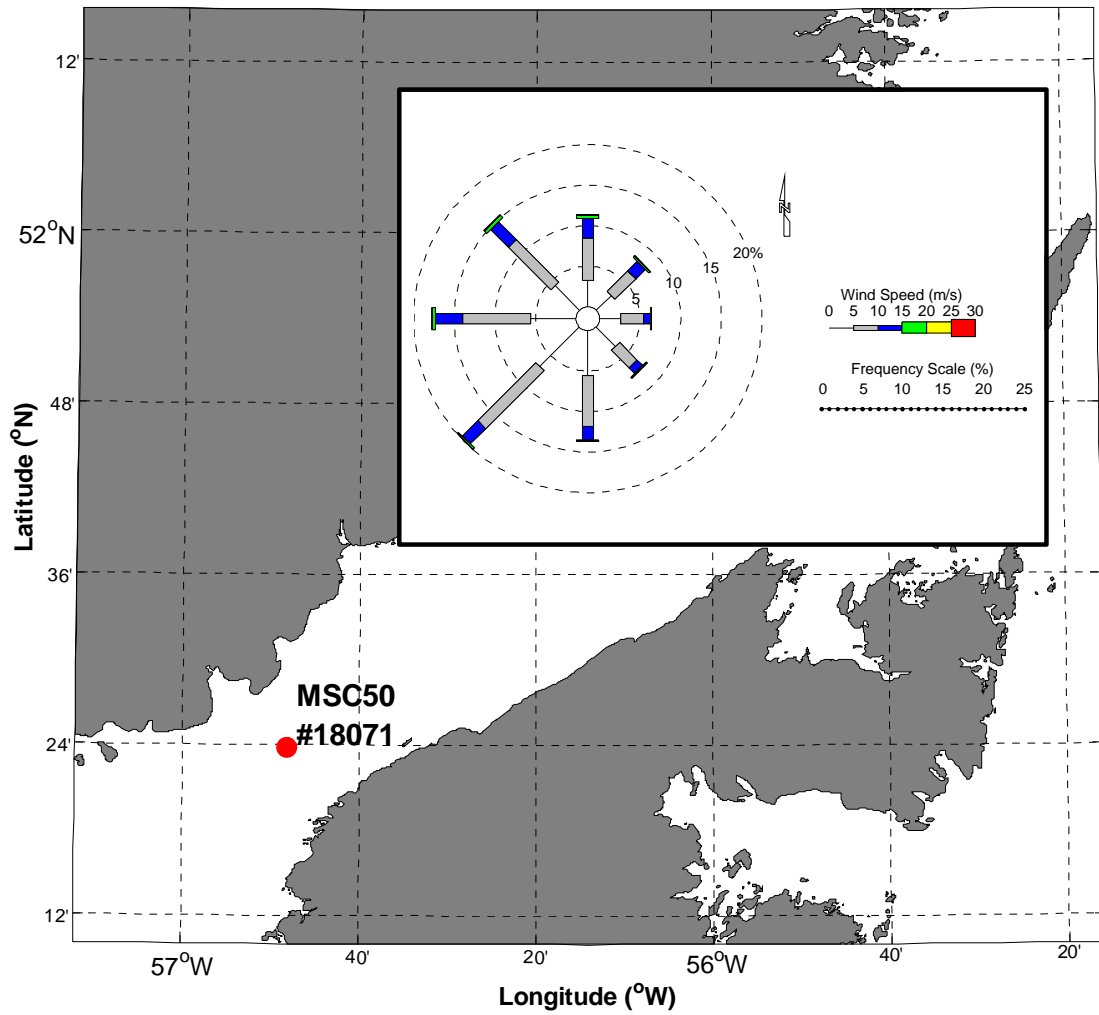 12'
52°N
48'
36'
24'
12'
Latitude (°N)
N
20%
15
10
5
Wind Speed (m/s)
0 5 10 15 20 25 30
Frequency Scale (%)
0 5 10 15 20 25
MSC50
#18071
57°W 40' 20' 56°W 40' 20'
Longitude (°W)